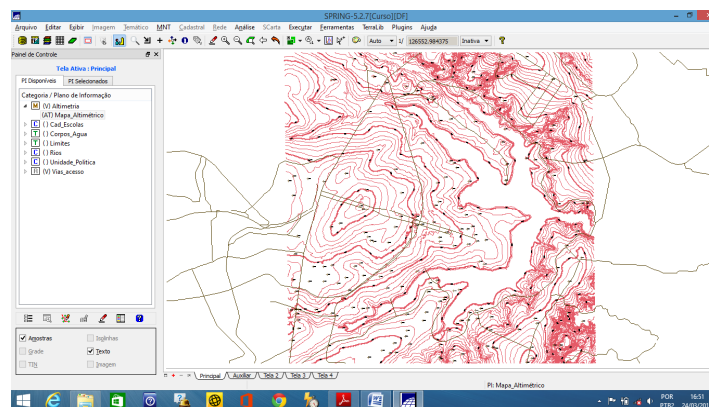 SPRING-5.2.7[Curso][DF]
Arquivo Editar Exibir Imagem Temático MNT Cadastral Rede Análise SCarta Executar Ferramentas TerraLib Plugins Ajuda
Auto 1/ 126552.984375 Inativa
Painel de Controle
Tela Ativa : Principal
PI Disponíveis PI Selecionados
Categoria / Plano de Informação
M (V) Altimetria
(AT) Mapa_Altimétrico
C ( ) Cad_Escolas
T ( ) Corpos_Agua
T ( ) Limites
C ( ) Rios
C ( ) Unidade_Politica
(V) Vias_acesso
Amostras Isolinhas
Grade Texto
TIN Imagem
Principal Auxiliar Tela 2 Tela 3 Tela 4
PI: Mapa_Altimétrico
POR 16:51
PTB2